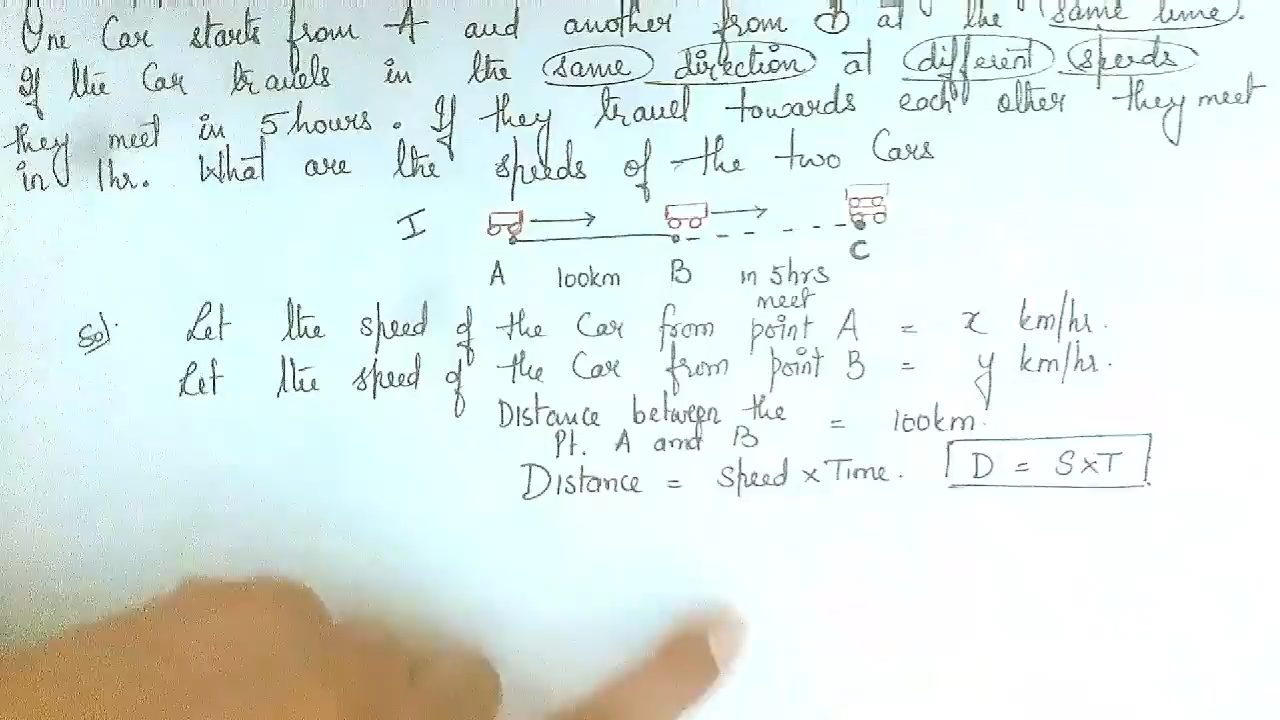 One Car starts from A and another from B at the same time.
If the Car travels in the same direction at different speeds
they meet in 5 hours. If they travel towards each other they meet
in 1hr. What are the speeds of the two Cars
I
A 100km B in 5hrs meet
C
Sol. Let the speed of the Car from point A = x km/hr.
Let the speed of the Car from point B = y km/hr.
Distance between the = 100km
Pt. A and B
Distance = Speed × Time. D = S×T